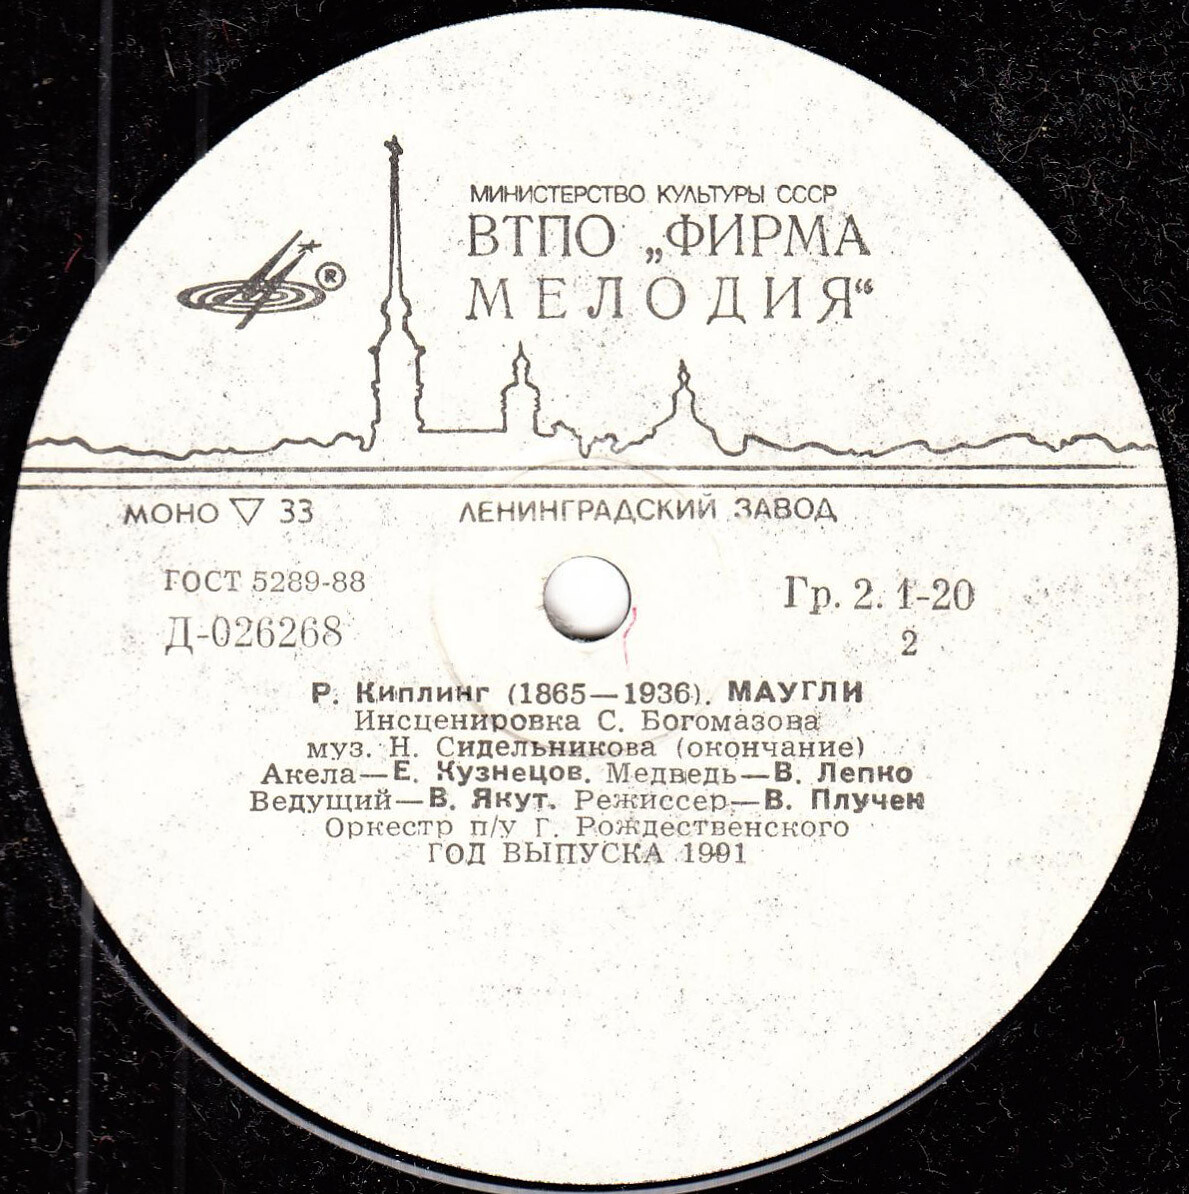 МИНИСТЕРСТВО КУЛЬТУРЫ СССР
ВТПО „ФИРМА
МЕЛОДИЯ“
®
МОНО ▽ 33
ЛЕНИНГРАДСКИЙ ЗАВОД
ГОСТ 5289-88
Гр. 2. 1-20
Д-026268
2
Р. Киплинг (1865—1936). МАУГЛИ
Инсценировка С. Богомазова
муз. Н. Сидельникова (окончание)
Акела—Е. Кузнецов. Медведь—В. Лепко
Ведущий—В. Якут. Режиссер—В. Плучек
Оркестр п/у Г. Рождественского
ГОД ВЫПУСКА 1991